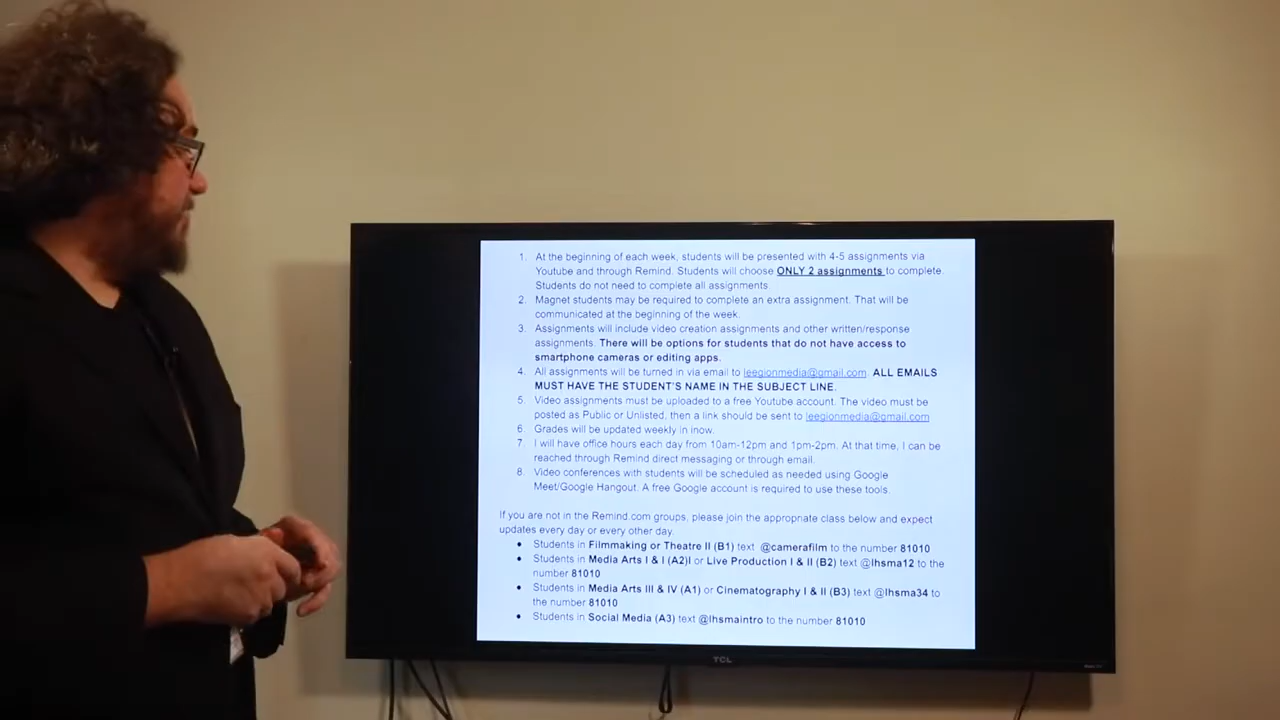 1. At the beginning of each week, students will be presented with 4-5 assignments via
Youtube and through Remind. Students will choose ONLY 2 assignments to complete.
Students do not need to complete all assignments.
2. Magnet students may be required to complete an extra assignment. That will be
communicated at the beginning of the week.
3. Assignments will include video creation assignments and other written/response
assignments. There will be options for students that do not have access to
smartphone cameras or editing apps.
4. All assignments will be turned in via email to leegionmedia@gmail.com. ALL EMAILS
MUST HAVE THE STUDENT'S NAME IN THE SUBJECT LINE.
5. Video assignments must be uploaded to a free Youtube account. The video must be
posted as Public or Unlisted, then a link should be sent to leegionmedia@gmail.com
6. Grades will be updated weekly in inow.
7. I will have office hours each day from 10am-12pm and 1pm-2pm. At that time, I can be
reached through Remind direct messaging or through email.
8. Video conferences with students will be scheduled as needed using Google
Meet/Google Hangout. A free Google account is required to use these tools.
If you are not in the Remind.com groups, please join the appropriate class below and expect
updates every day or every other day.
• Students in Filmmaking or Theatre II (B1) text @camerafilm to the number 81010
• Students in Media Arts I & I (A2)I or Live Production I & II (B2) text @lhsma12 to the
number 81010
• Students in Media Arts III & IV (A1) or Cinematography I & II (B3) text @lhsma34 to
the number 81010
• Students in Social Media (A3) text @lhsmaintro to the number 81010
TCL